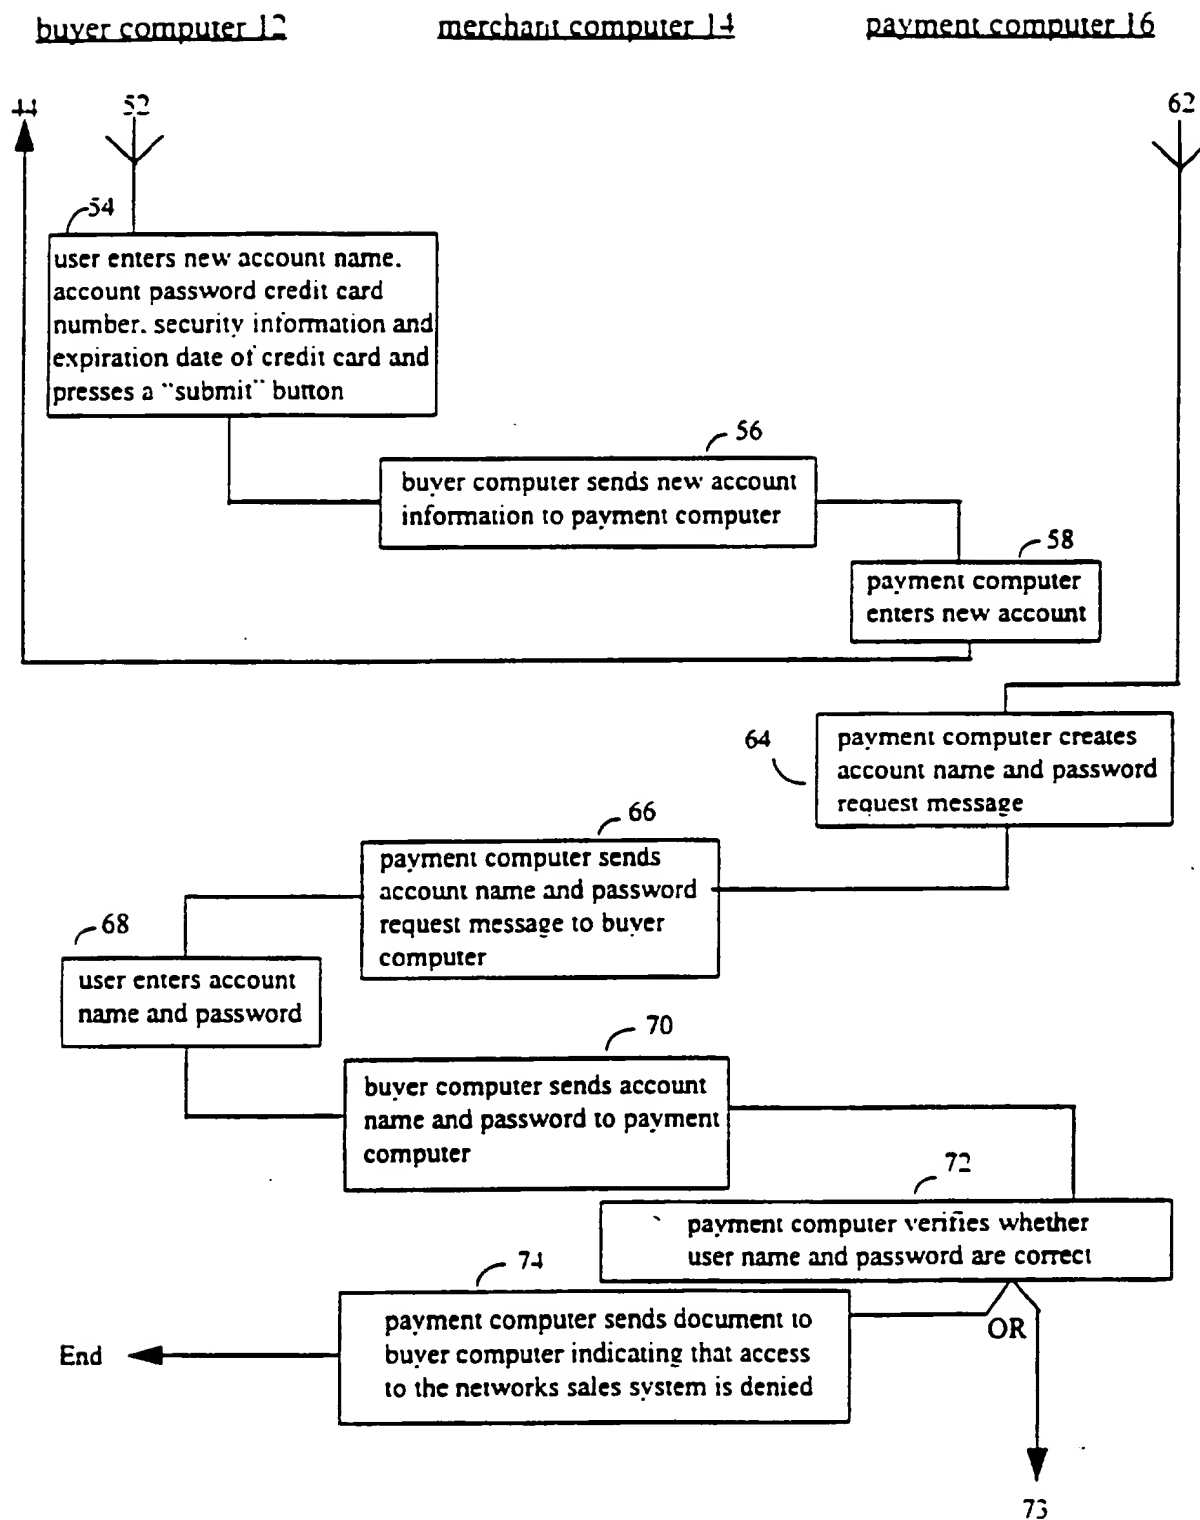 buyer computer 12
merchant computer 14
payment computer 16
44
52
62
54
user enters new account name,
account password credit card
number, security information and
expiration date of credit card and
presses a "submit" button
56
buyer computer sends new account
information to payment computer
58
payment computer
enters new account
64
payment computer creates
account name and password
request message
66
payment computer sends
account name and password
request message to buyer
computer
68
user enters account
name and password
70
buyer computer sends account
name and password to payment
computer
72
payment computer verifies whether
user name and password are correct
74
payment computer sends document to
buyer computer indicating that access
to the networks sales system is denied
OR
End
73